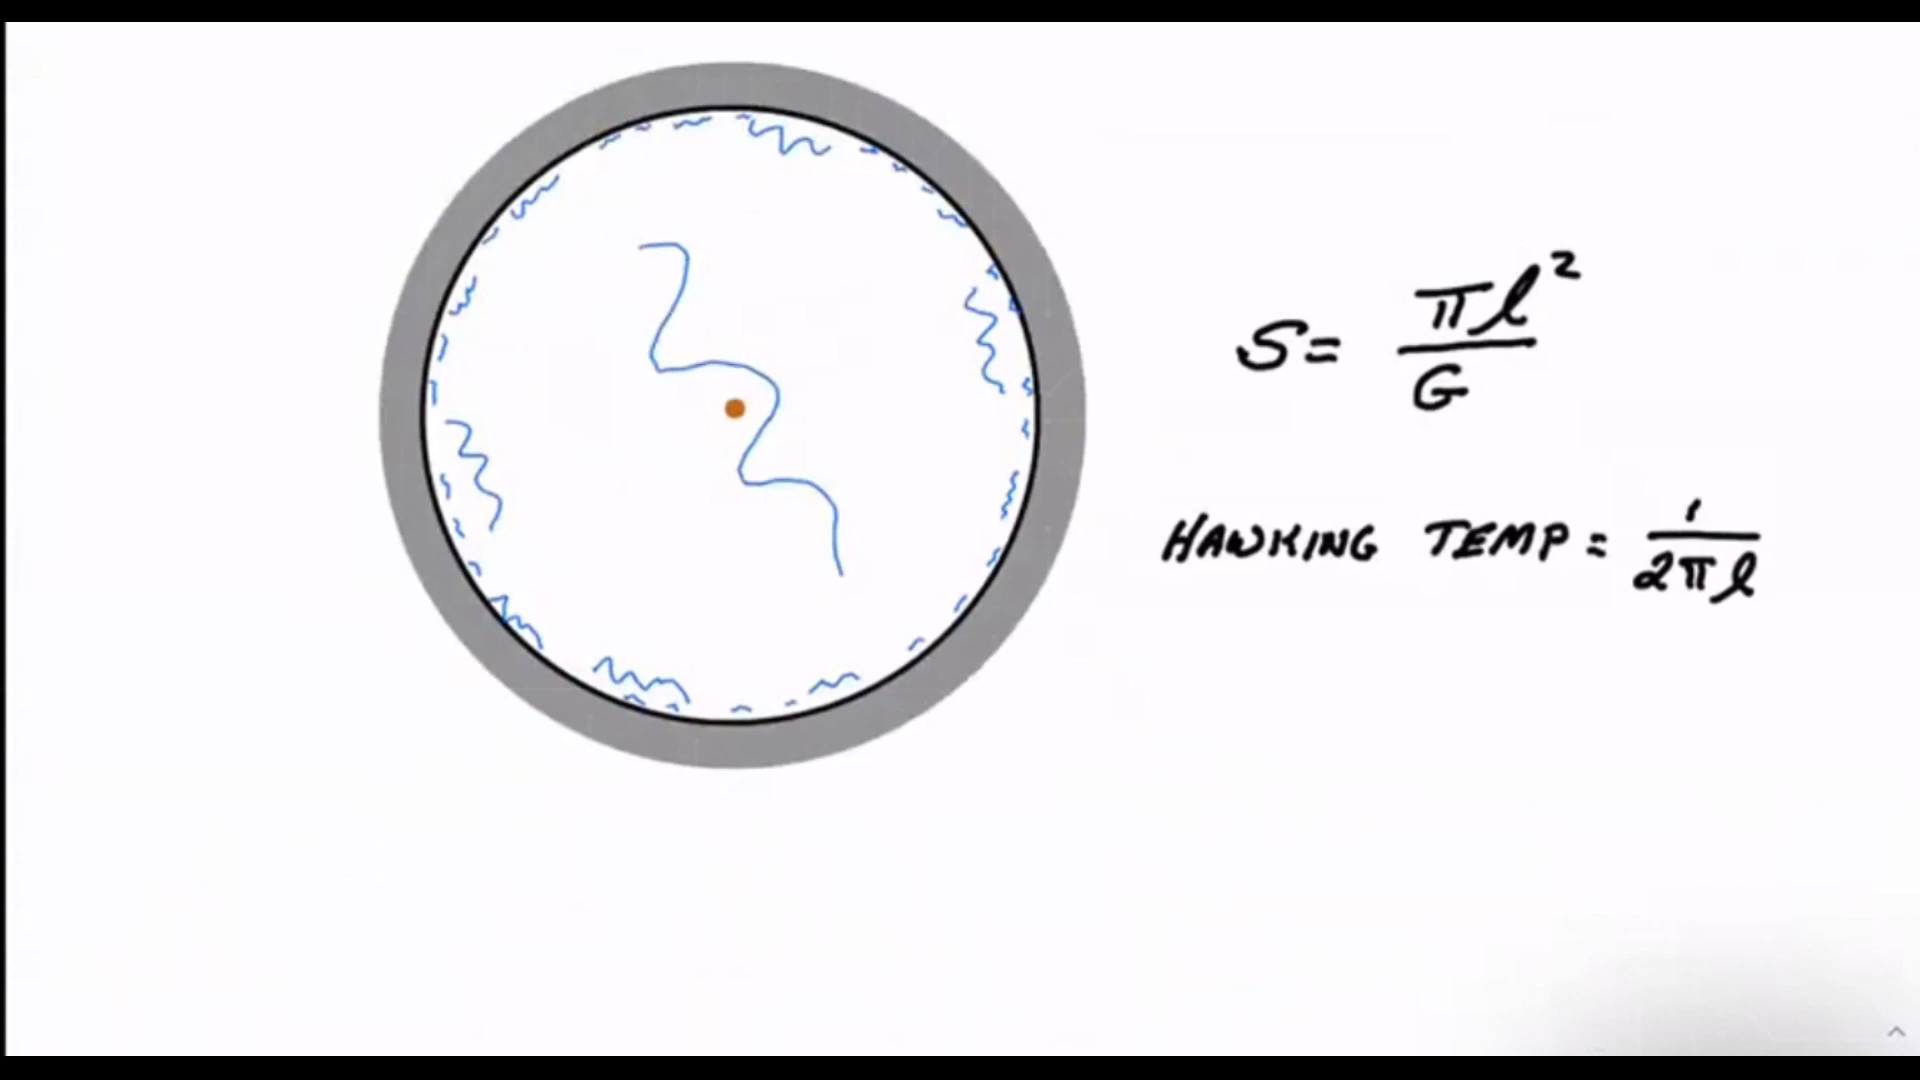 S = πl² / G
HAWKING TEMP = 1 / 2πl